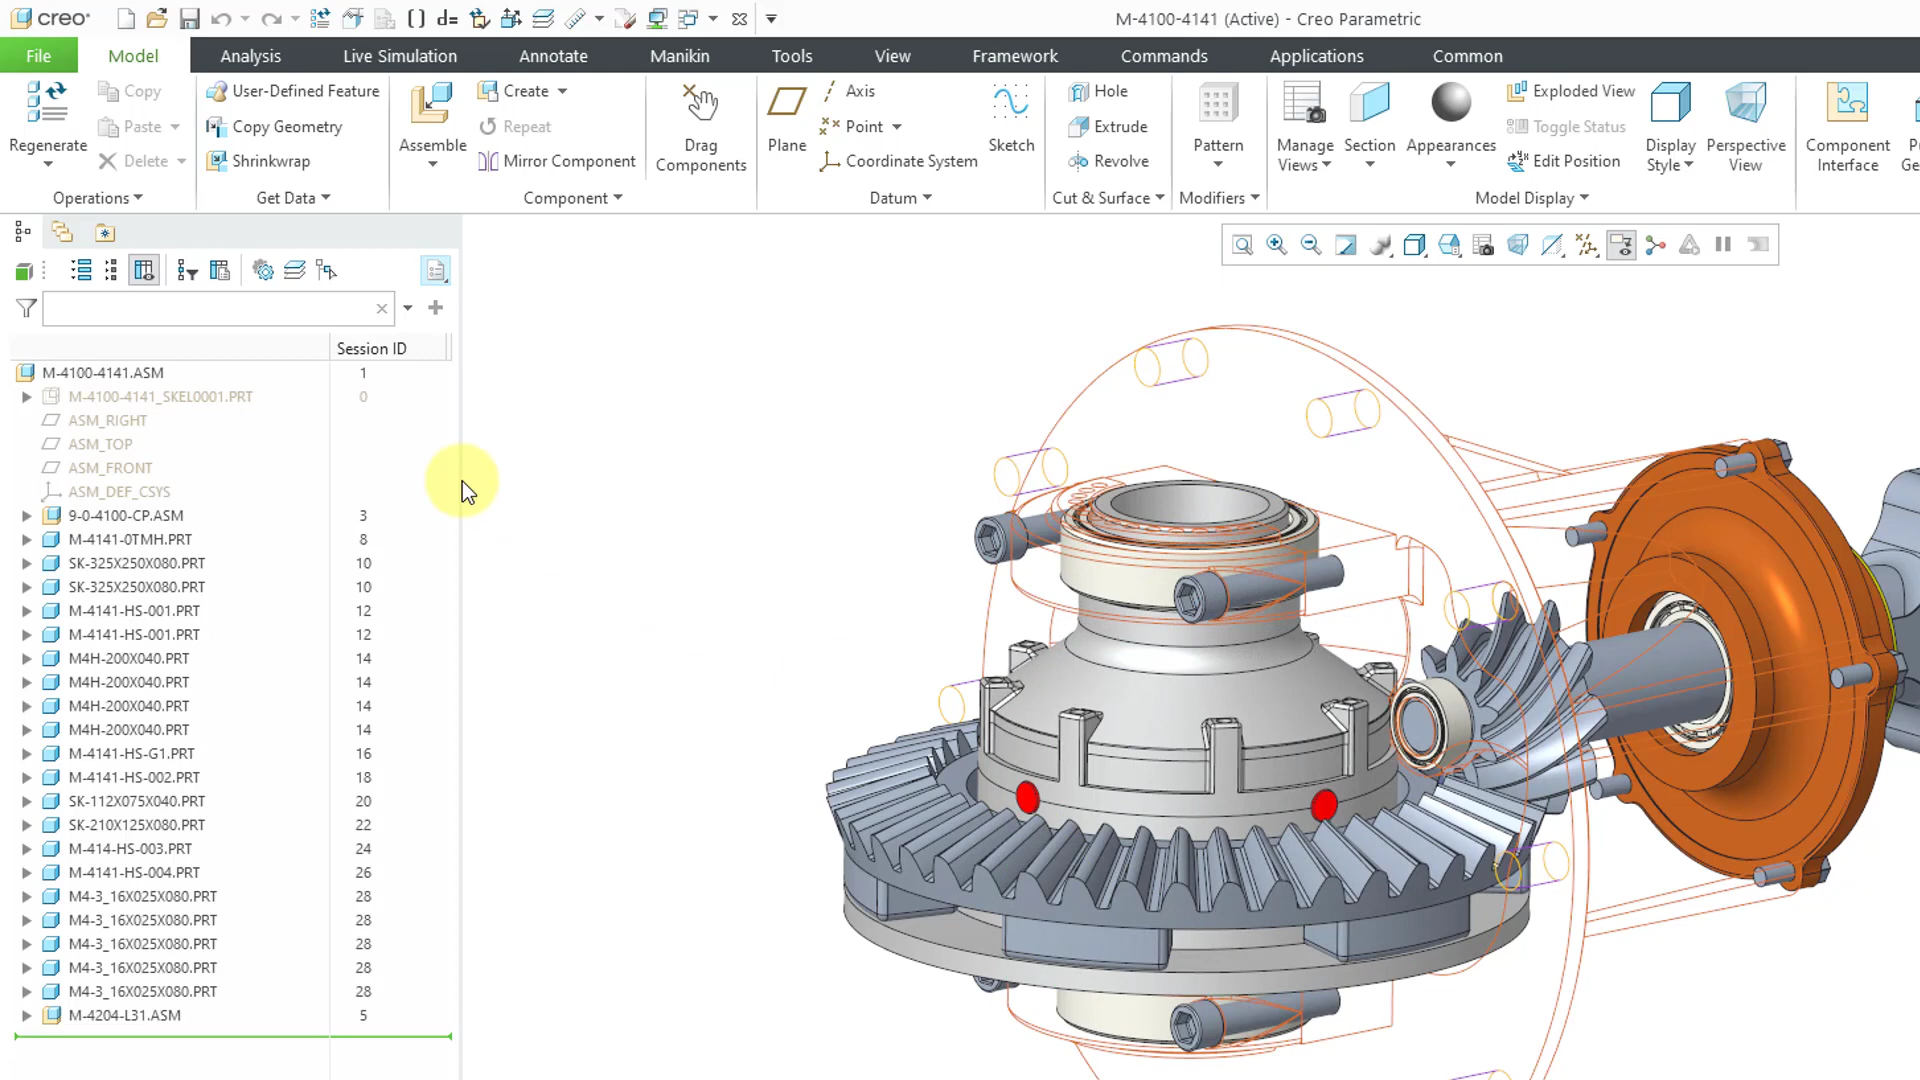 creo®
d=
M-4100-4141 (Active) - Creo Parametric
File
Model
Analysis
Live Simulation
Annotate
Manikin
Tools
View
Framework
Commands
Applications
Common
Regenerate
Copy
Paste
Delete
Operations
User-Defined Feature
Copy Geometry
Shrinkwrap
Get Data
Assemble
Create
Repeat
Mirror Component
Component
Drag
Components
Plane
Axis
Point
Coordinate System
Sketch
Datum
Hole
Extrude
Revolve
Cut & Surface
Pattern
Modifiers
Manage
Views
Section
Appearances
Exploded View
Toggle Status
Edit Position
Display
Style
Perspective
View
Model Display
Component
Interface
Session ID
M-4100-4141.ASM 1
M-4100-4141_SKEL0001.PRT 0
ASM_RIGHT
ASM_TOP
ASM_FRONT
ASM_DEF_CSYS
9-0-4100-CP.ASM 3
M-4141-0TMH.PRT 8
SK-325X250X080.PRT 10
SK-325X250X080.PRT 10
M-4141-HS-001.PRT 12
M-4141-HS-001.PRT 12
M4H-200X040.PRT 14
M4H-200X040.PRT 14
M4H-200X040.PRT 14
M4H-200X040.PRT 14
M-4141-HS-G1.PRT 16
M-4141-HS-002.PRT 18
SK-112X075X040.PRT 20
SK-210X125X080.PRT 22
M-414-HS-003.PRT 24
M-4141-HS-004.PRT 26
M4-3_16X025X080.PRT 28
M4-3_16X025X080.PRT 28
M4-3_16X025X080.PRT 28
M4-3_16X025X080.PRT 28
M4-3_16X025X080.PRT 28
M-4204-L31.ASM 5